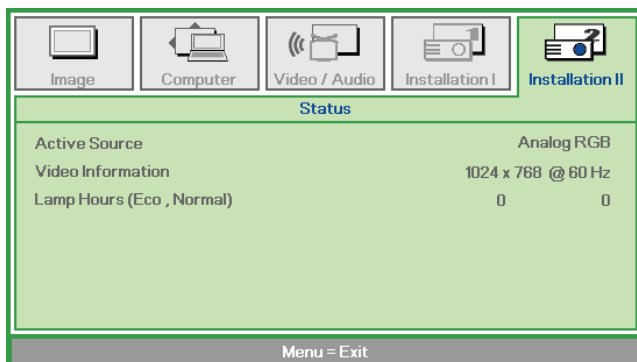 Image Computer Video / Audio Installation I Installation II
Status
Active Source Analog RGB
Video Information 1024 x 768 @ 60 Hz
Lamp Hours (Eco , Normal) 0 0
Menu = Exit